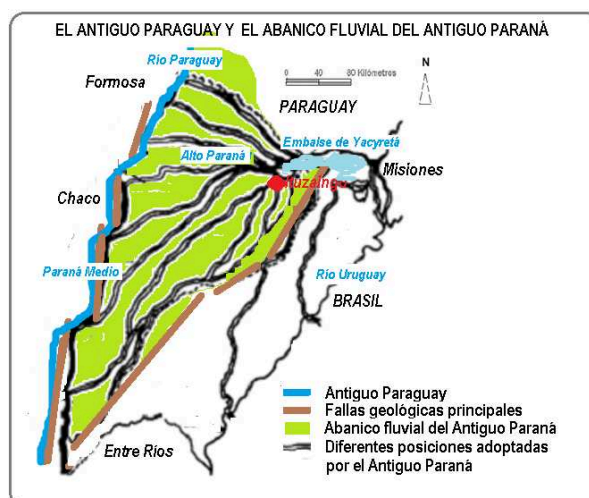 EL ANTIGUO PARAGUAY Y EL ABANICO FLUVIAL DEL ANTIGUO PARANÁ
Río Paraguay
N
Formosa
0 40 80 Kilómetros
PARAGUAY
Embalse de Yacyretá
Alto Paraná
Misiones
Ituzaingu
Chaco
Paraná Medio
Río Uruguay
BRASIL
Antiguo Paraguay
Fallas geológicas principales
Abanico fluvial del Antiguo Paraná
Diferentes posiciones adoptadas
por el Antiguo Paraná
Entre Ríos